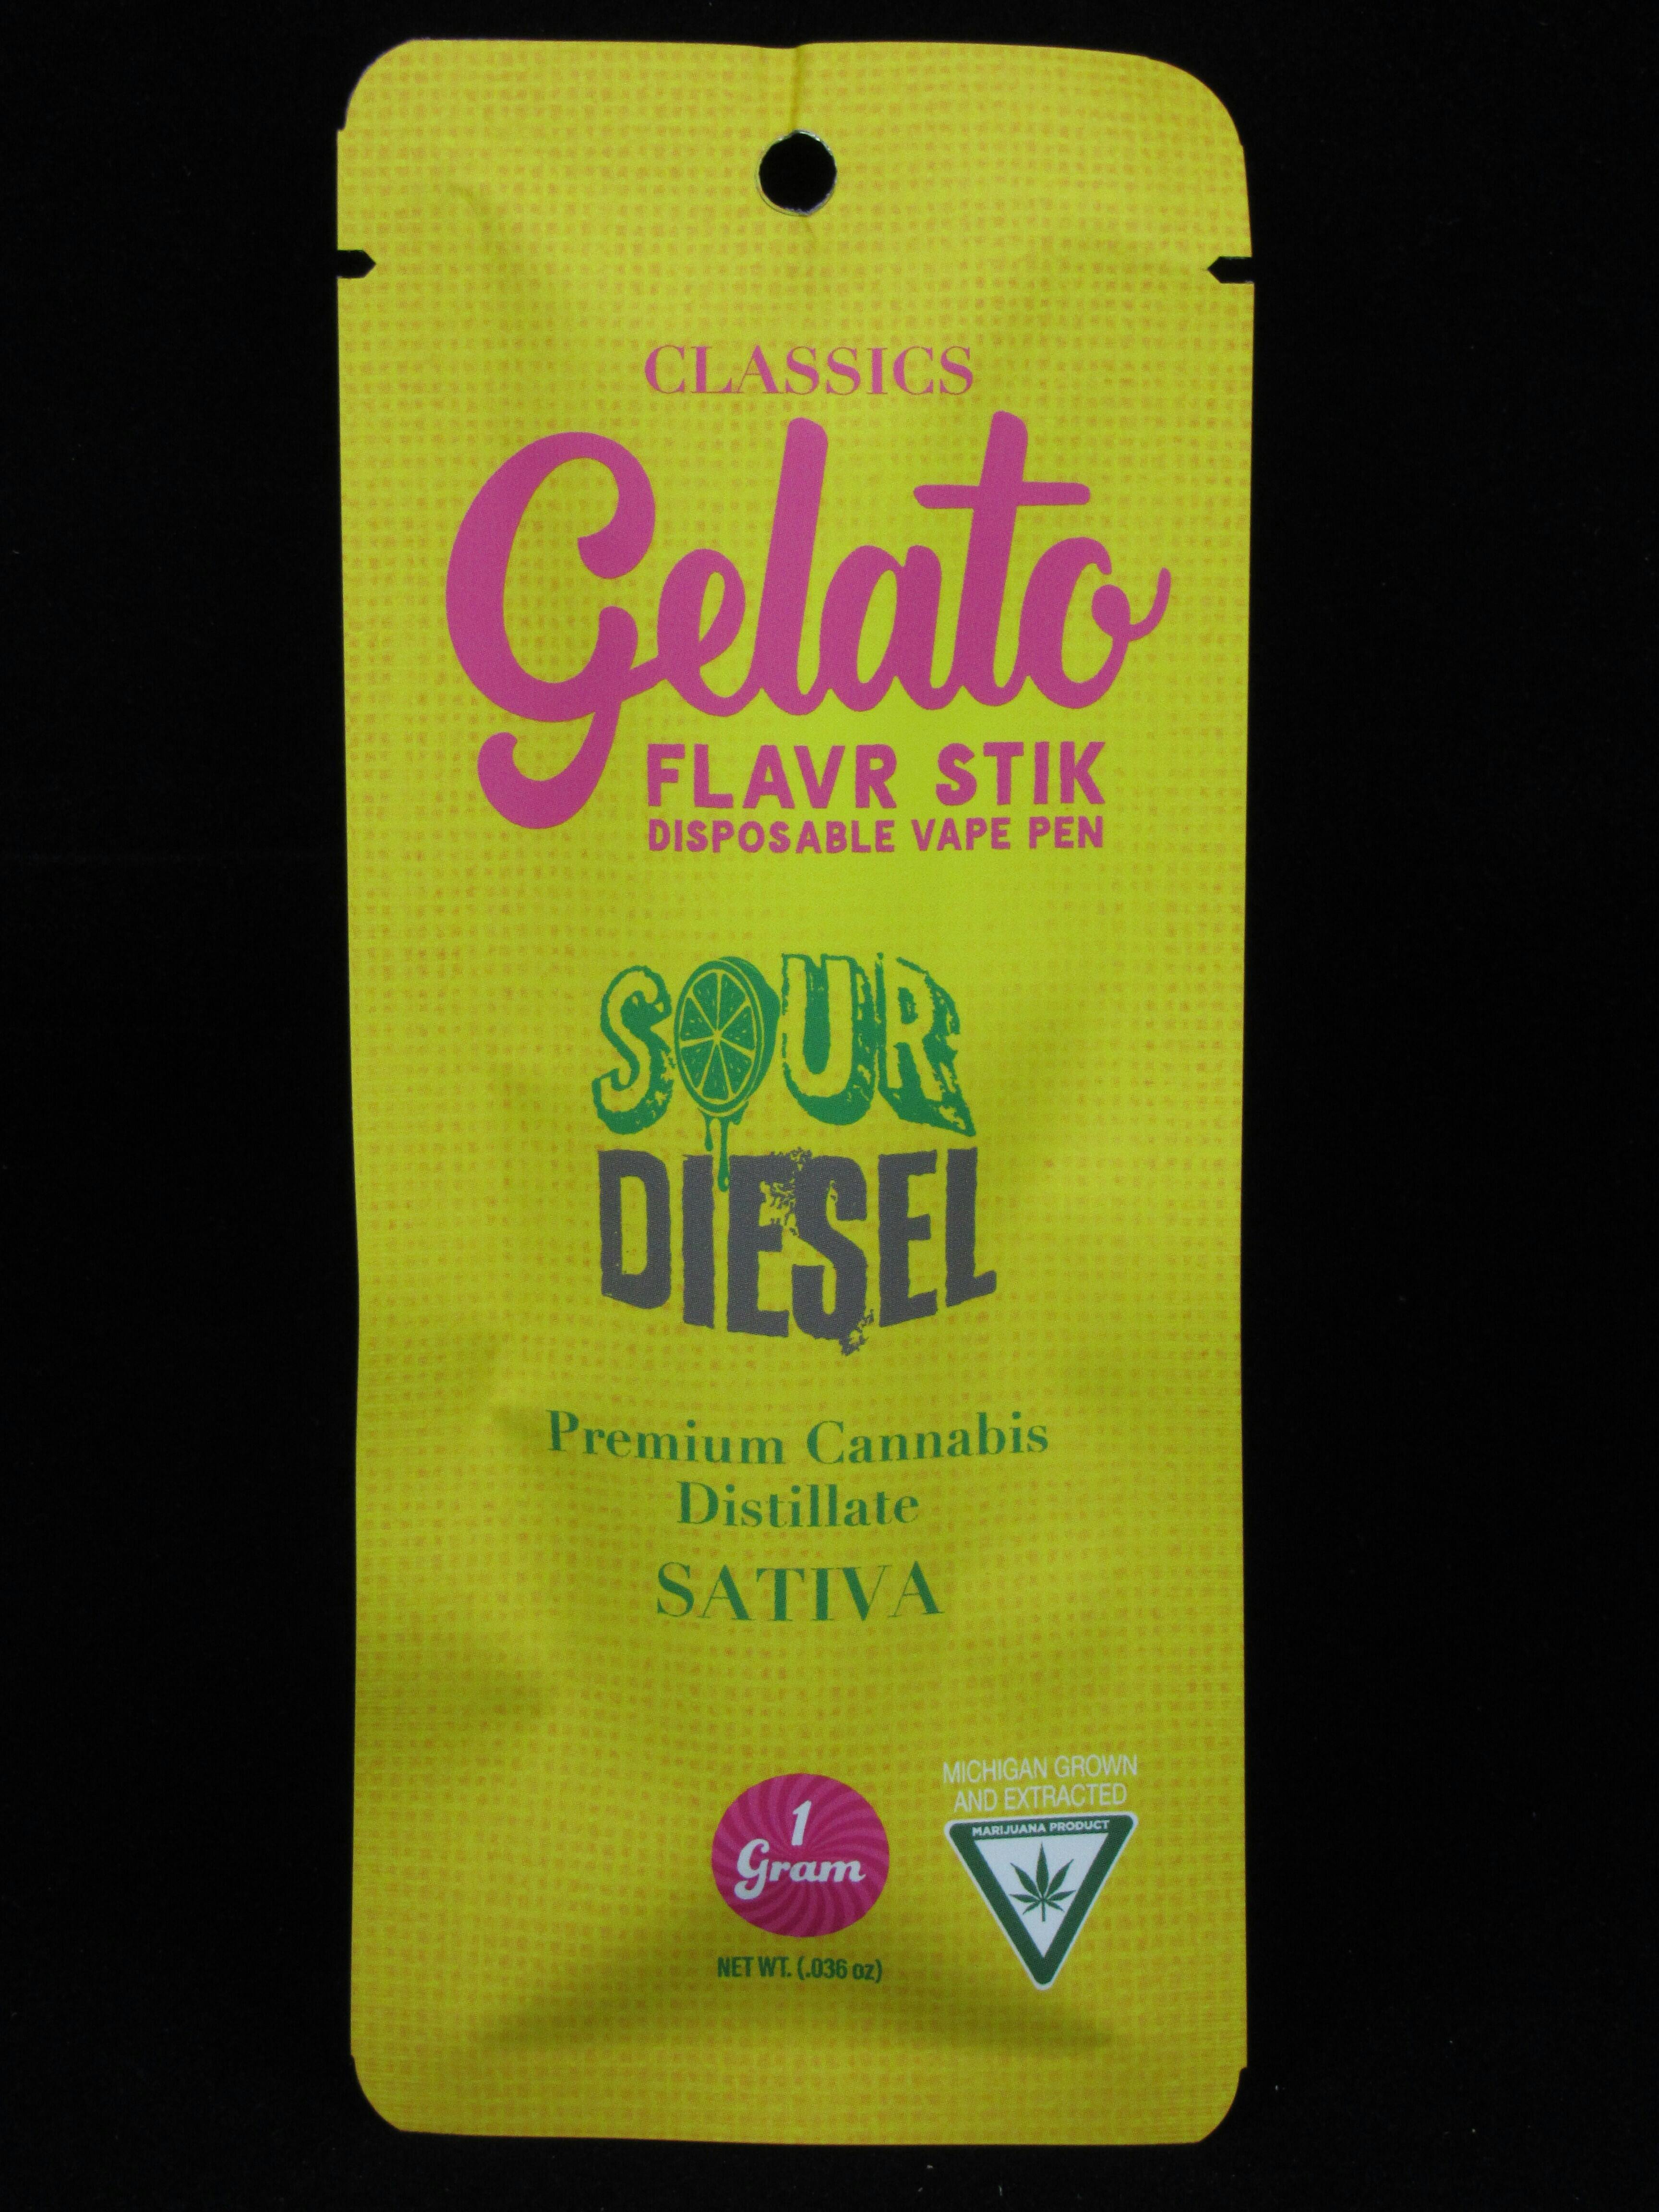 CLASSICS
Gelato
FLAVR STIK
DISPOSABLE VAPE PEN
SOUR
DIESEL
Premium Cannabis
Distillate
SATIVA
1
Gram
NET WT. (.036 oz)
MICHIGAN GROWN
AND EXTRACTED
MARIJUANA PRODUCT